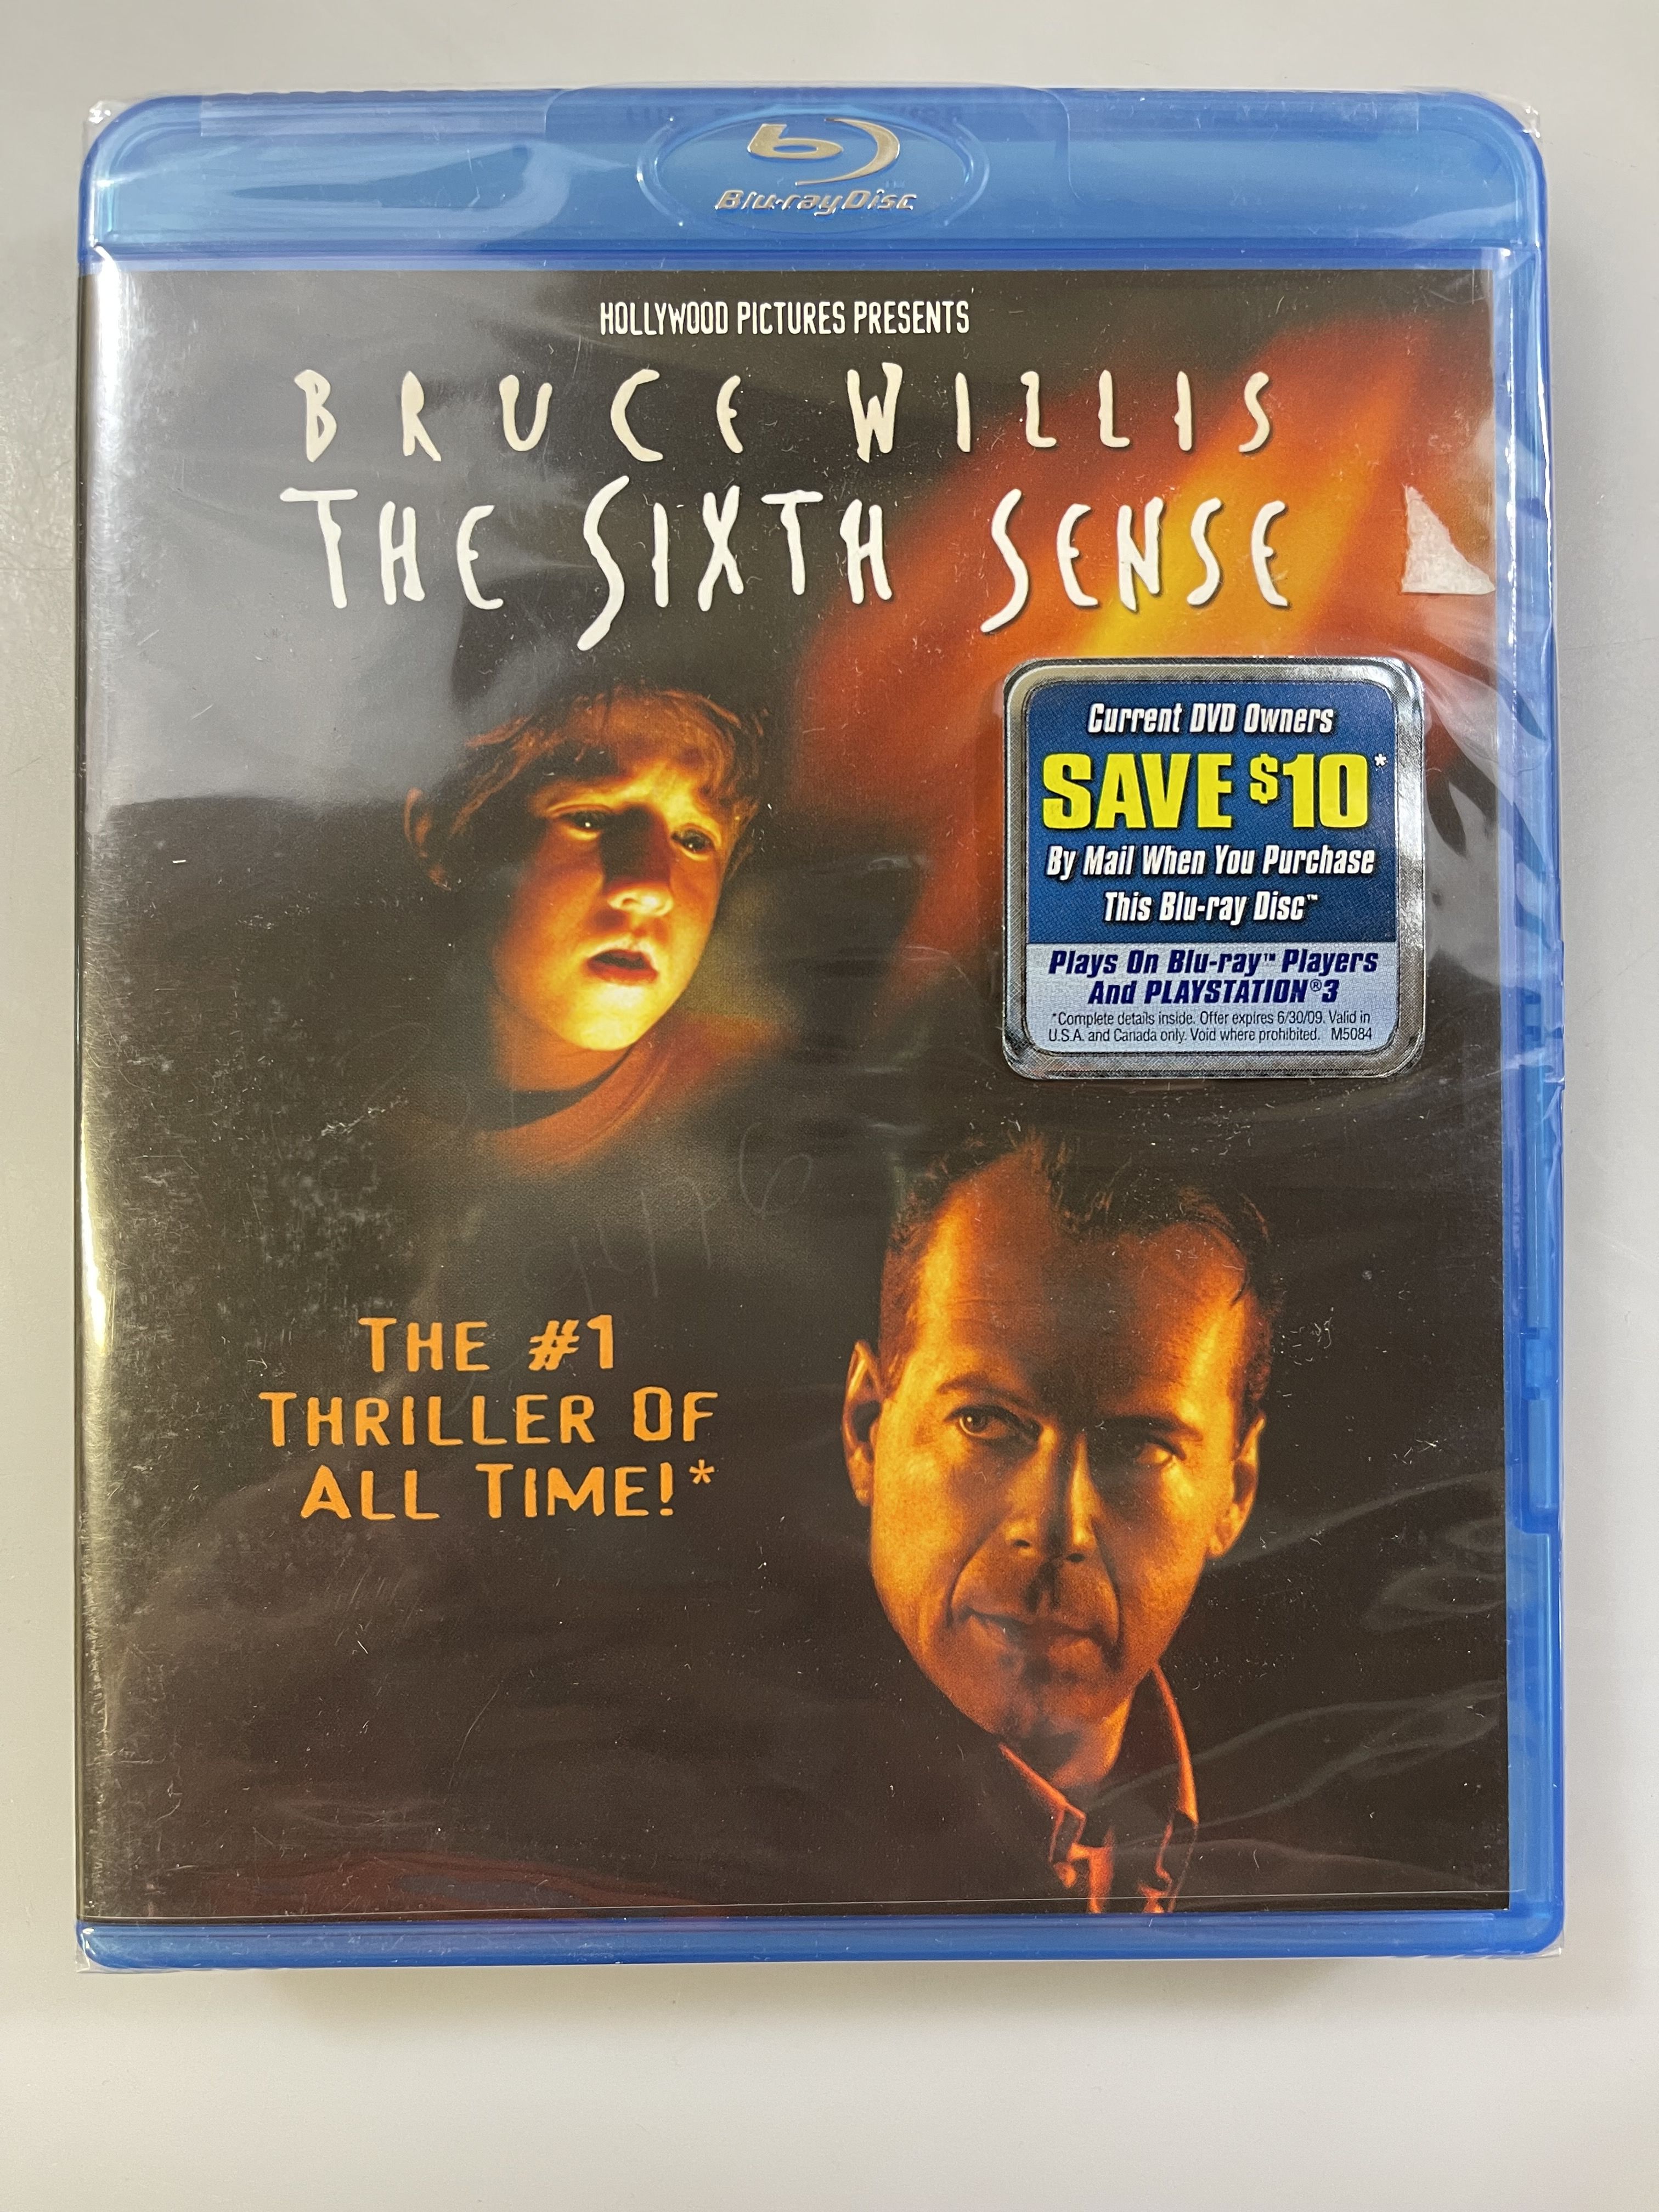 Blu-ray Disc
HOLLYWOOD PICTURES PRESENTS
BRUCE WILLIS
THE SIXTH SENSE
Current DVD Owners
SAVE $10*
By Mail When You Purchase
This Blu-ray Disc™
Plays On Blu-ray™ Players
And PLAYSTATION®3
*Complete details inside. Offer expires 6/30/09. Valid in
U.S.A. and Canada only. Void where prohibited. M5084
THE #1
THRILLER OF
ALL TIME!*